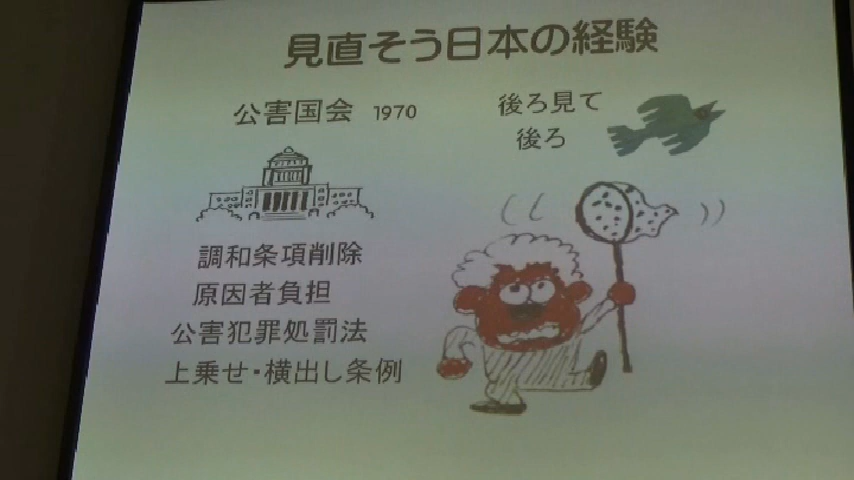 見直そう日本の経験
公害国会 1970
調和条項削除
原因者負担
公害犯罪処罰法
上乗せ・横出し条例
後ろ見て
後ろ